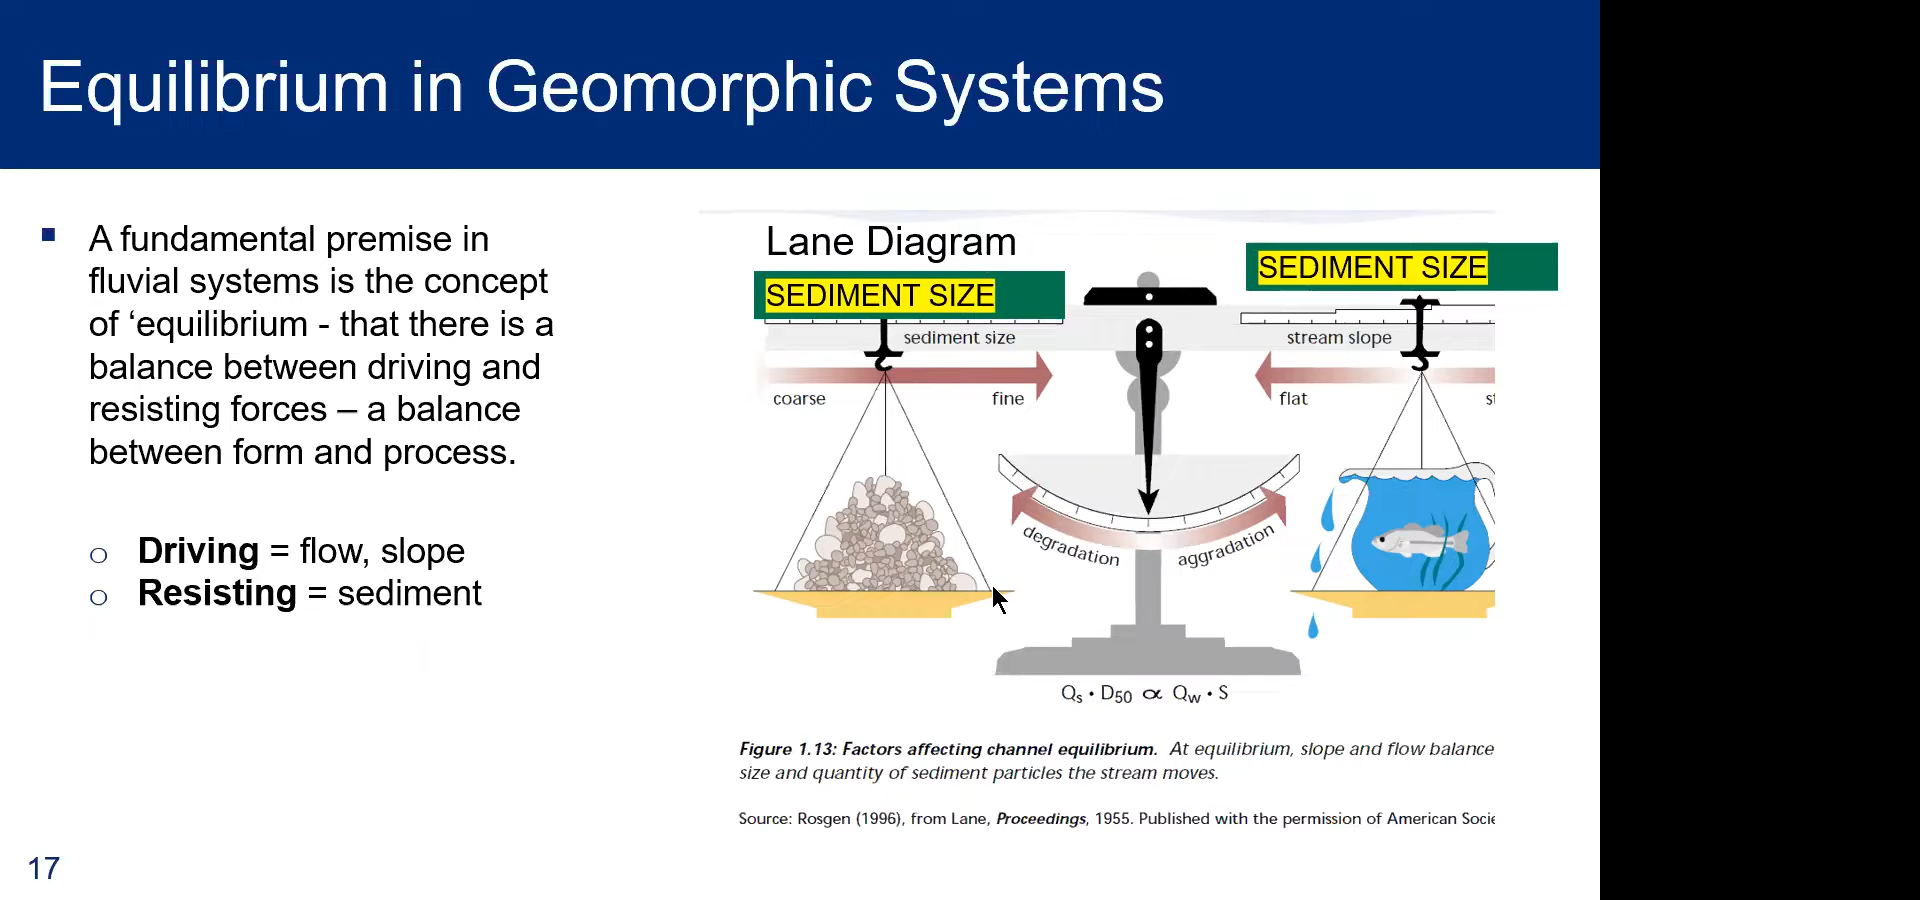 Equilibrium in Geomorphic Systems
A fundamental premise in
fluvial systems is the concept
of ‘equilibrium - that there is a
balance between driving and
resisting forces – a balance
between form and process.
Driving = flow, slope
Resisting = sediment
Lane Diagram
SEDIMENT SIZE
SEDIMENT SIZE
sediment size
stream slope
coarse
fine
flat
st
degradation
aggradation
Qs • D50 ∝ Qw • S
Figure 1.13: Factors affecting channel equilibrium. At equilibrium, slope and flow balance
size and quantity of sediment particles the stream moves.
Source: Rosgen (1996), from Lane, Proceedings, 1955. Published with the permission of American Socie
17